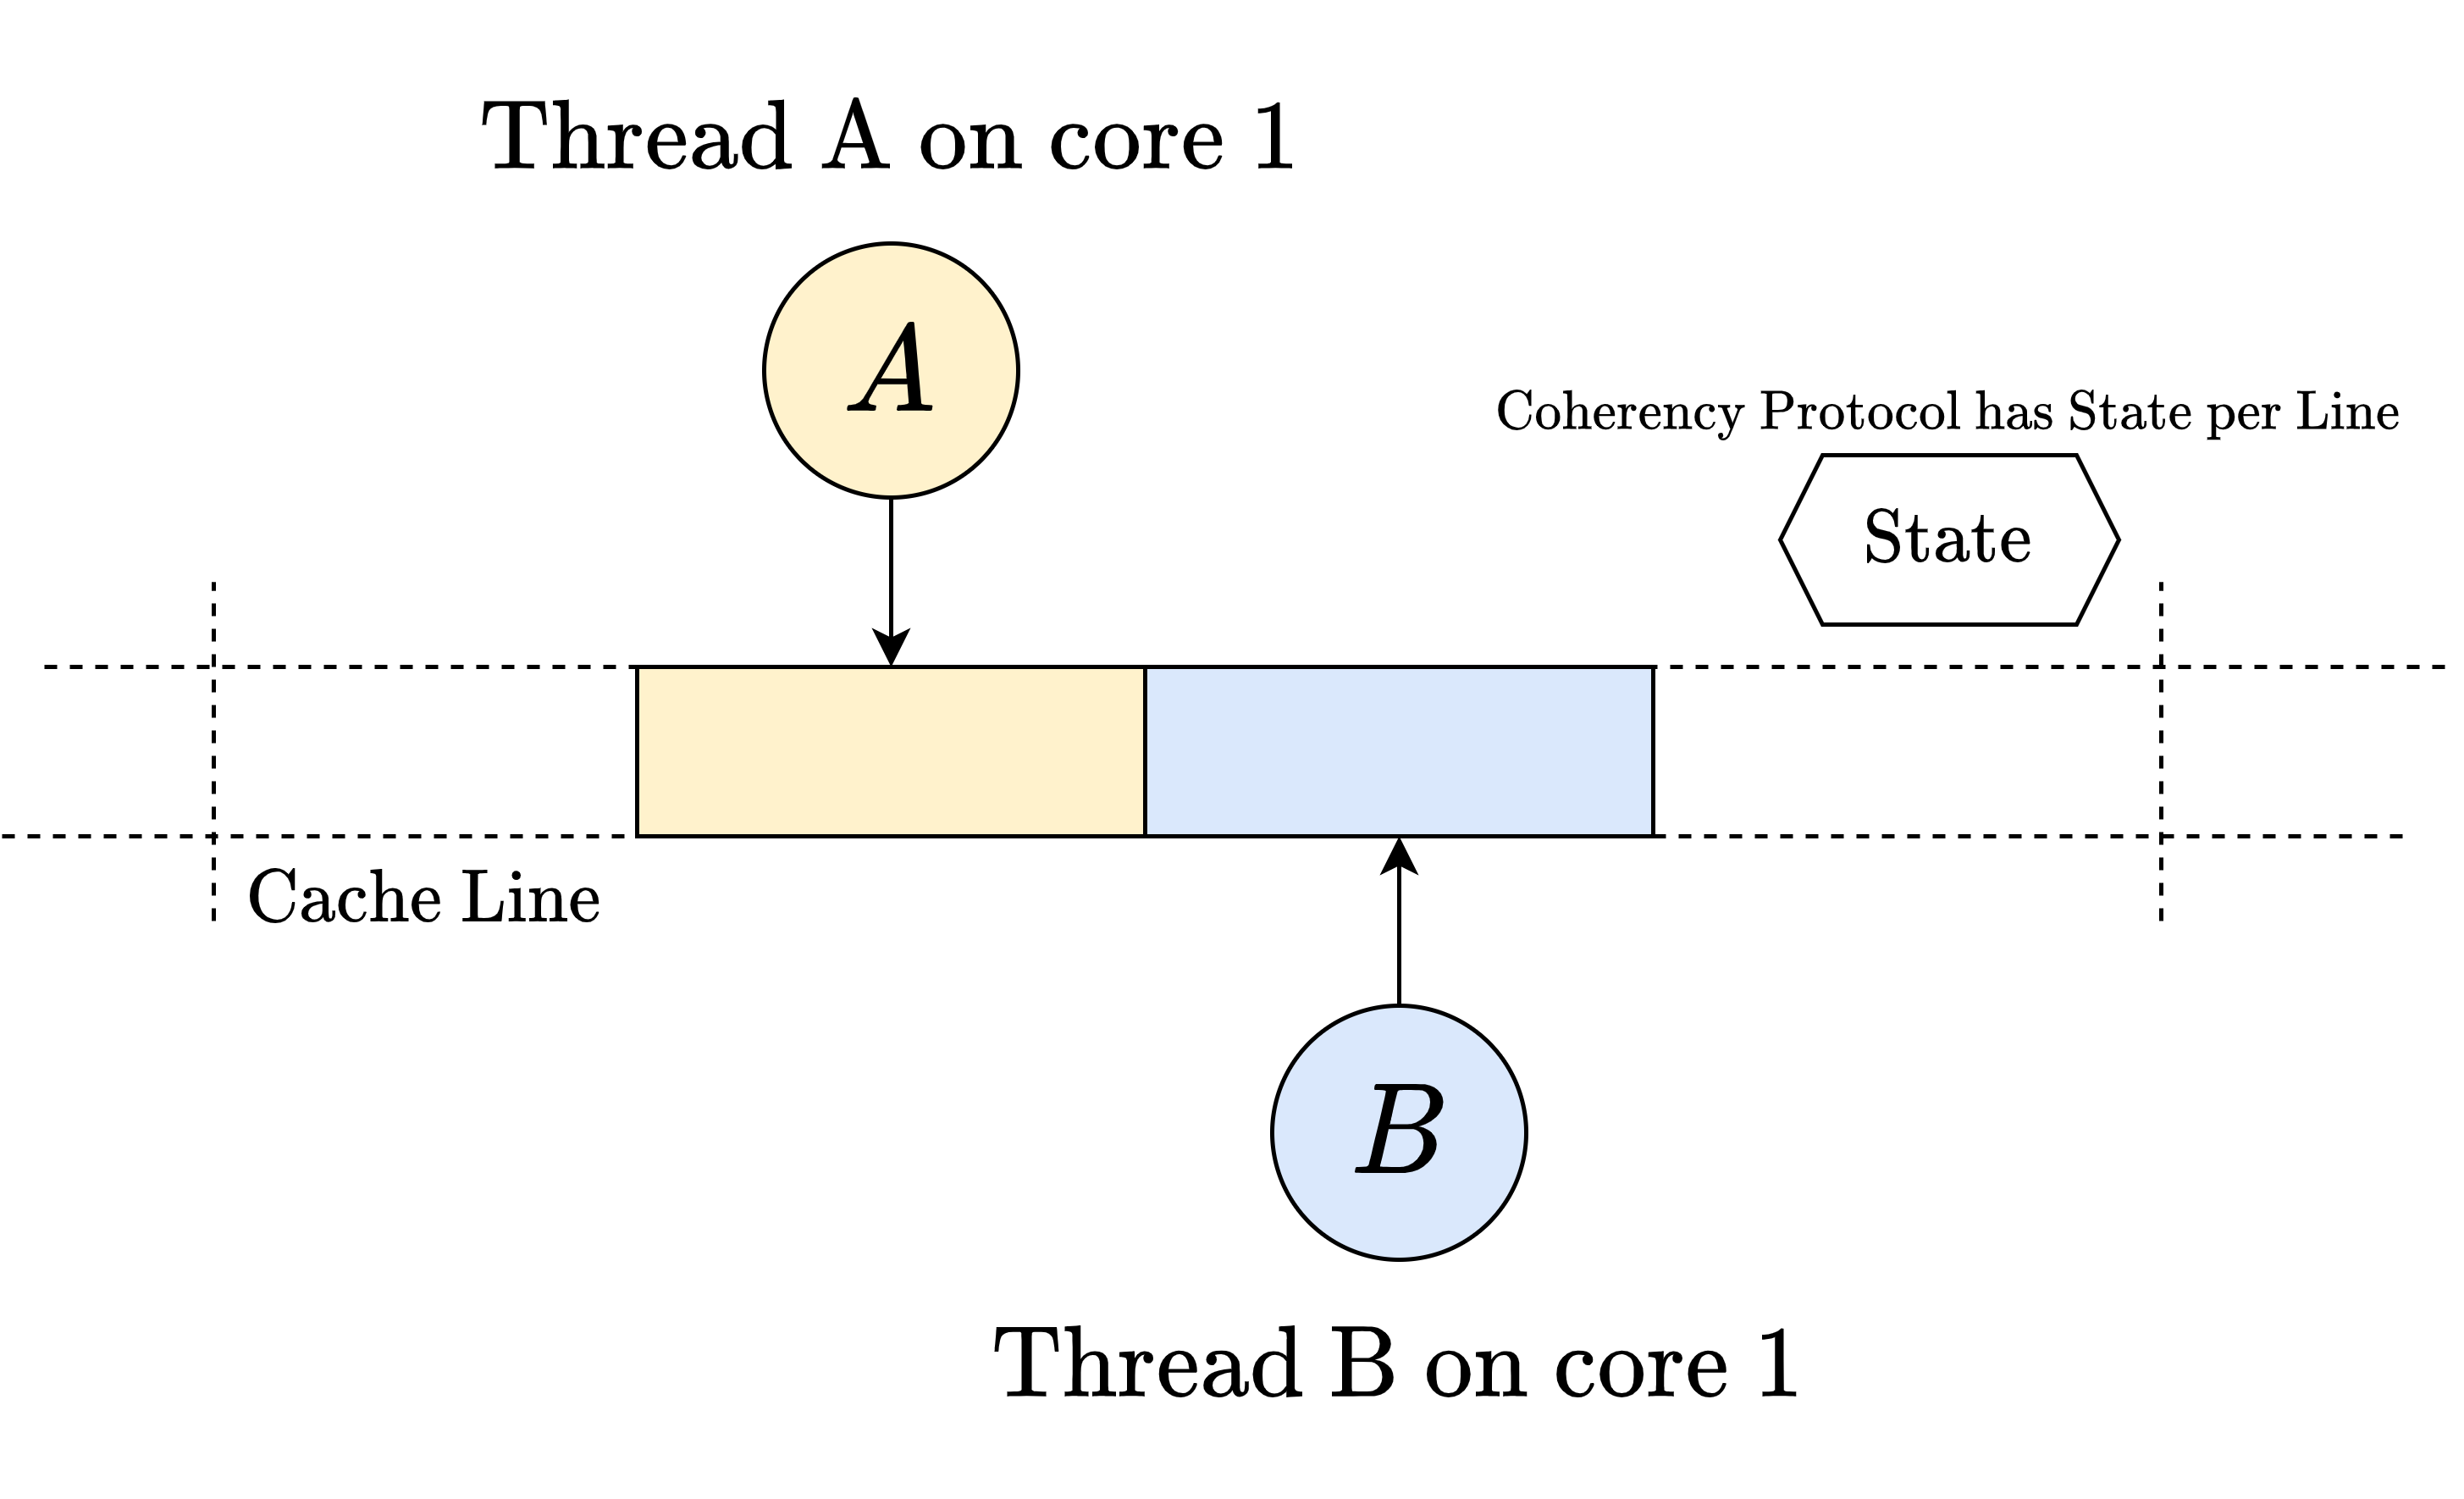 Thread A on core 1
A
Coherency Protocol has State per Line
State
Cache Line
B
Thread B on core 1